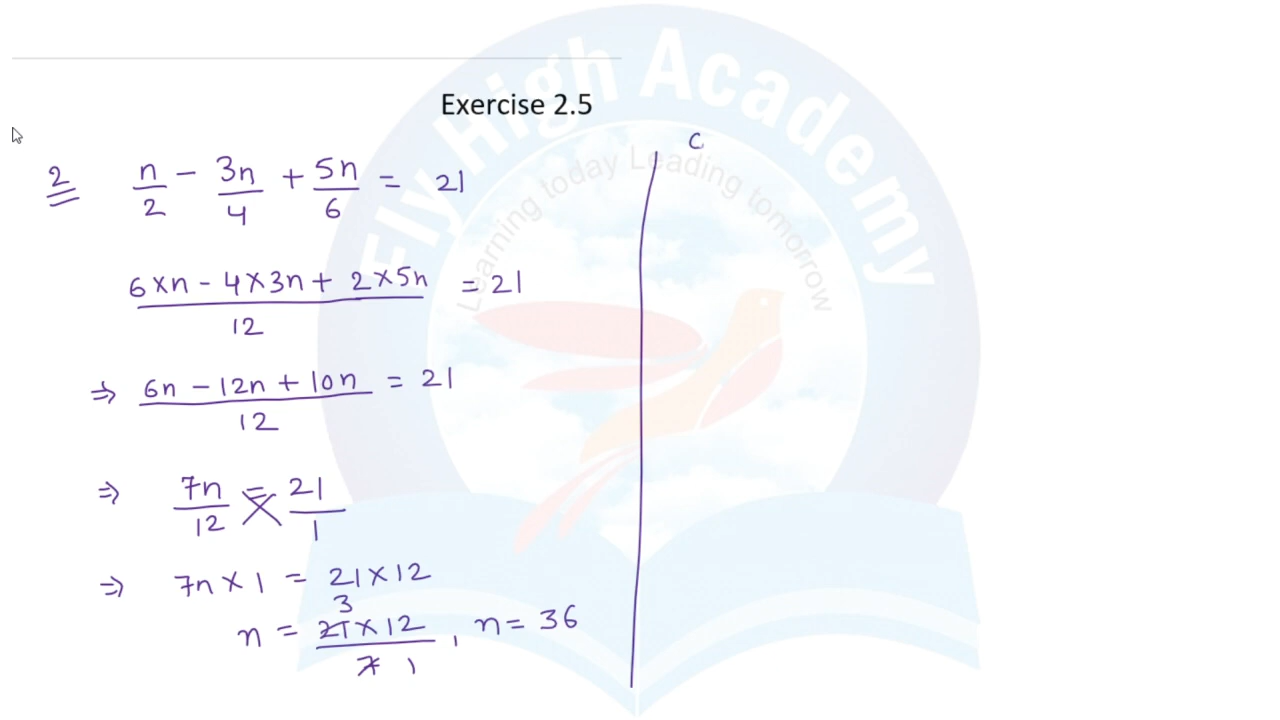 Fly High Academy
Learning today Leading tomorrow
Exercise 2.5
2 n/2 - 3n/4 + 5n/6 = 21
(6×n - 4×3n + 2×5n)/12 = 21
⇒ (6n - 12n + 10n)/12 = 21
⇒ 7n/12 = 21/1
⇒ 7n × 1 = 21×12
3
n = 21×12/7 1, n = 36
C